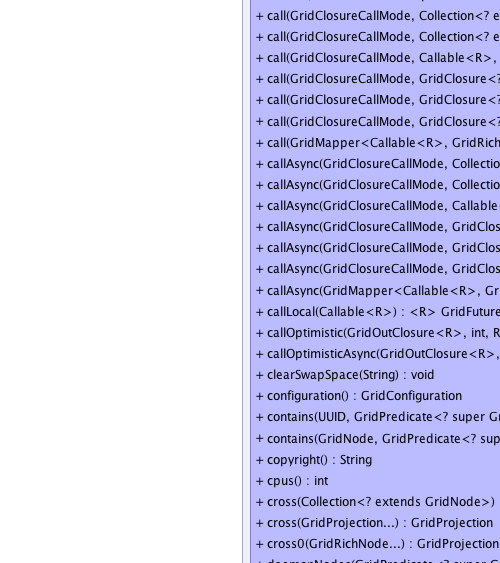 + call(GridClosureCallMode, Collection<? e
+ call(GridClosureCallMode, Collection<? e
+ call(GridClosureCallMode, Callable<R>,
+ call(GridClosureCallMode, GridClosure<?
+ call(GridClosureCallMode, GridClosure<?
+ call(GridClosureCallMode, GridClosure<?
+ call(GridMapper<Callable<R>, GridRich
+ callAsync(GridClosureCallMode, Collectio
+ callAsync(GridClosureCallMode, Collectio
+ callAsync(GridClosureCallMode, Callable
+ callAsync(GridClosureCallMode, GridClos
+ callAsync(GridClosureCallMode, GridClos
+ callAsync(GridClosureCallMode, GridClos
+ callAsync(GridMapper<Callable<R>, Gr
+ callLocal(Callable<R>) : <R> GridFuture
+ callOptimistic(GridOutClosure<R>, int, R
+ callOptimisticAsync(GridOutClosure<R>,
+ clearSwapSpace(String) : void
+ configuration() : GridConfiguration
+ contains(UUID, GridPredicate<? super Gr
+ contains(GridNode, GridPredicate<? sup
+ copyright() : String
+ cpus() : int
+ cross(Collection<? extends GridNode>)
+ cross(GridProjection...) : GridProjection
+ cross0(GridRichNode...) : GridProjection